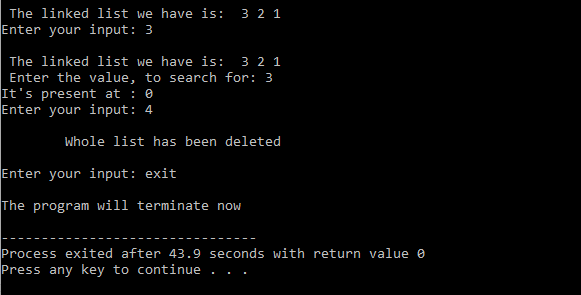 The linked list we have is:  3 2 1
Enter your input: 3
The linked list we have is:  3 2 1
Enter the value, to search for: 3
It's present at : 0
Enter your input: 4
Whole list has been deleted
Enter your input: exit
The program will terminate now
--------------------------------
Process exited after 43.9 seconds with return value 0
Press any key to continue . . .